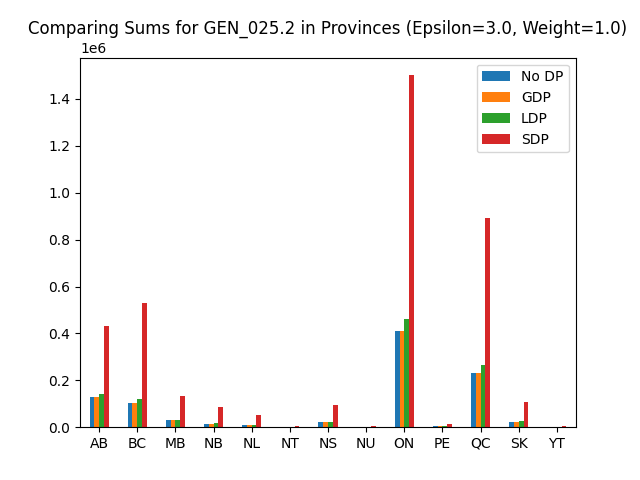 Comparing Sums for GEN_025.2 in Provinces (Epsilon=3.0, Weight=1.0)
1e6
No DP
GDP
LDP
SDP
1.4
1.2
1.0
0.8
0.6
0.4
0.2
0.0
AB BC MB NB NL NT NS NU ON PE QC SK YT